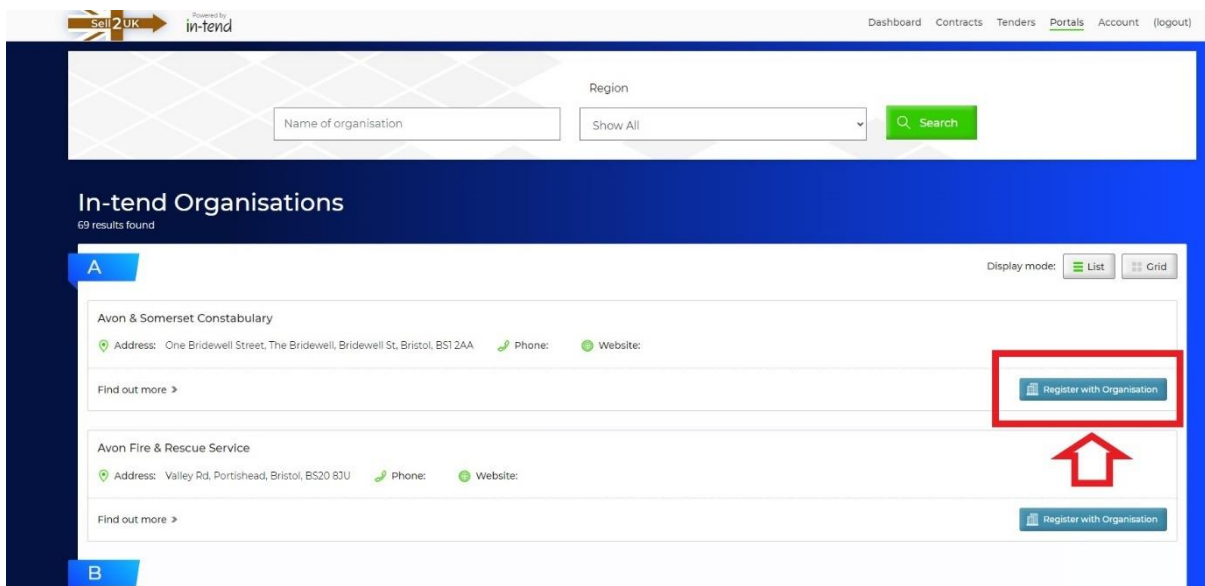 Sell2UK
Powered by
in-tend
Dashboard Contracts Tenders Portals Account (logout)
Region
Name of organisation
Show All
Search
In-tend Organisations
69 results found
A
Display mode: List Grid
Avon & Somerset Constabulary
Address: One Bridewell Street, The Bridewell, Bridewell St, Bristol, BS1 2AA Phone: Website:
Find out more >
Register with Organisation
Avon Fire & Rescue Service
Address: Valley Rd, Portishead, Bristol, BS20 8JU Phone: Website:
Find out more >
Register with Organisation
B